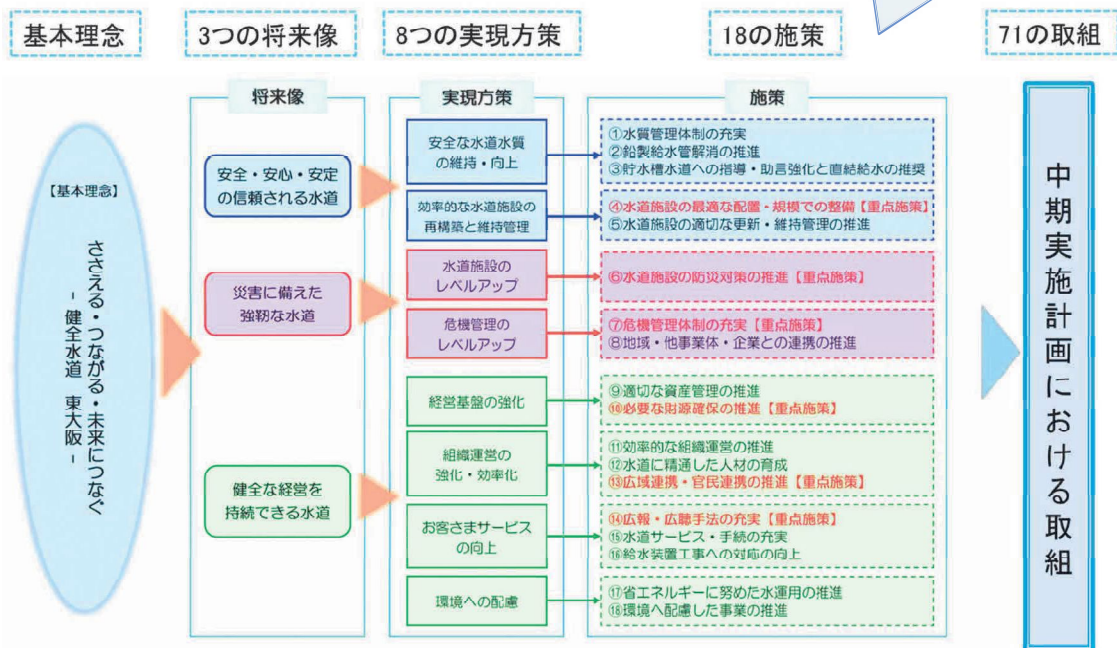 基本理念
3つの将来像
8つの実現方策
18の施策
71の取組
【基本理念】
ささえる・つながる・未来につなぐ
- 健全水道 東大阪 -
将来像
安全・安心・安定
の信頼される水道
災害に備えた
強靭な水道
健全な経営を
持続できる水道
実現方策
安全な水道水質
の維持・向上
効率的な水道施設の
再構築と維持管理
水道施設の
レベルアップ
危機管理の
レベルアップ
経営基盤の強化
組織運営の
強化・効率化
お客さまサービス
の向上
環境への配慮
施策
①水質管理体制の充実
②鉛製給水管解消の推進
③貯水槽水道への指導・助言強化と直結給水の推奨
④水道施設の最適な配置・規模での整備【重点施策】
⑤水道施設の適切な更新・維持管理の推進
⑥水道施設の防災対策の推進【重点施策】
⑦危機管理体制の充実【重点施策】
⑧地域・他事業体・企業との連携の推進
⑨適切な資産管理の推進
⑩必要な財源確保の推進【重点施策】
⑪効率的な組織運営の推進
⑫水道に精通した人材の育成
⑬広域連携・官民連携の推進【重点施策】
⑭広報・広聴手法の充実【重点施策】
⑮水道サービス・手続の充実
⑯給水装置工事への対応の向上
⑰省エネルギーに努めた水運用の推進
⑱環境へ配慮した事業の推進
中期実施計画における取組